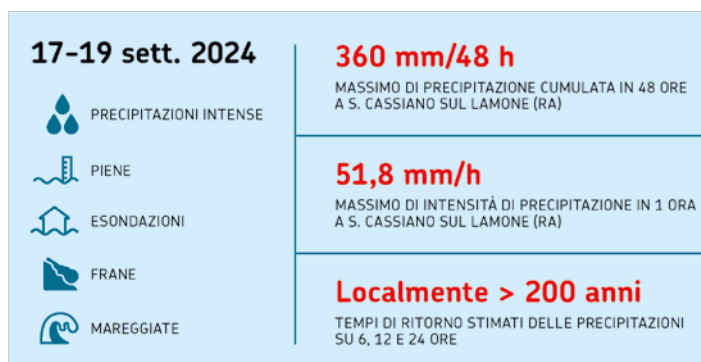 17–19 sett. 2024
PRECIPITAZIONI INTENSE
PIENE
ESONDAZIONI
FRANE
MAREGGIATE
360 mm/48 h
MASSIMO DI PRECIPITAZIONE CUMULATA IN 48 ORE
A S. CASSIANO SUL LAMONE (RA)
51,8 mm/h
MASSIMO DI INTENSITÀ DI PRECIPITAZIONE IN 1 ORA
A S. CASSIANO SUL LAMONE (RA)
Localmente > 200 anni
TEMPI DI RITORNO STIMATI DELLE PRECIPITAZIONI
SU 6, 12 E 24 ORE